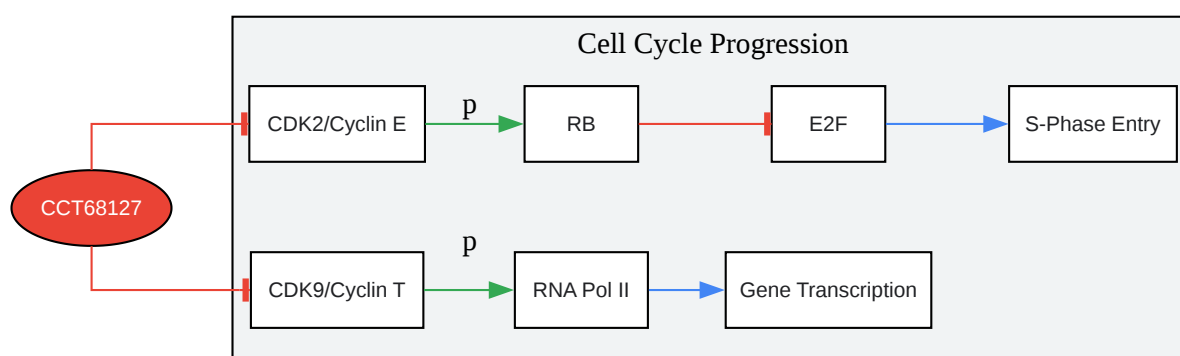 Cell Cycle Progression
p
CDK2/Cyclin E
RB
E2F
S-Phase Entry
CCT68127
p
CDK9/Cyclin T
RNA Pol II
Gene Transcription